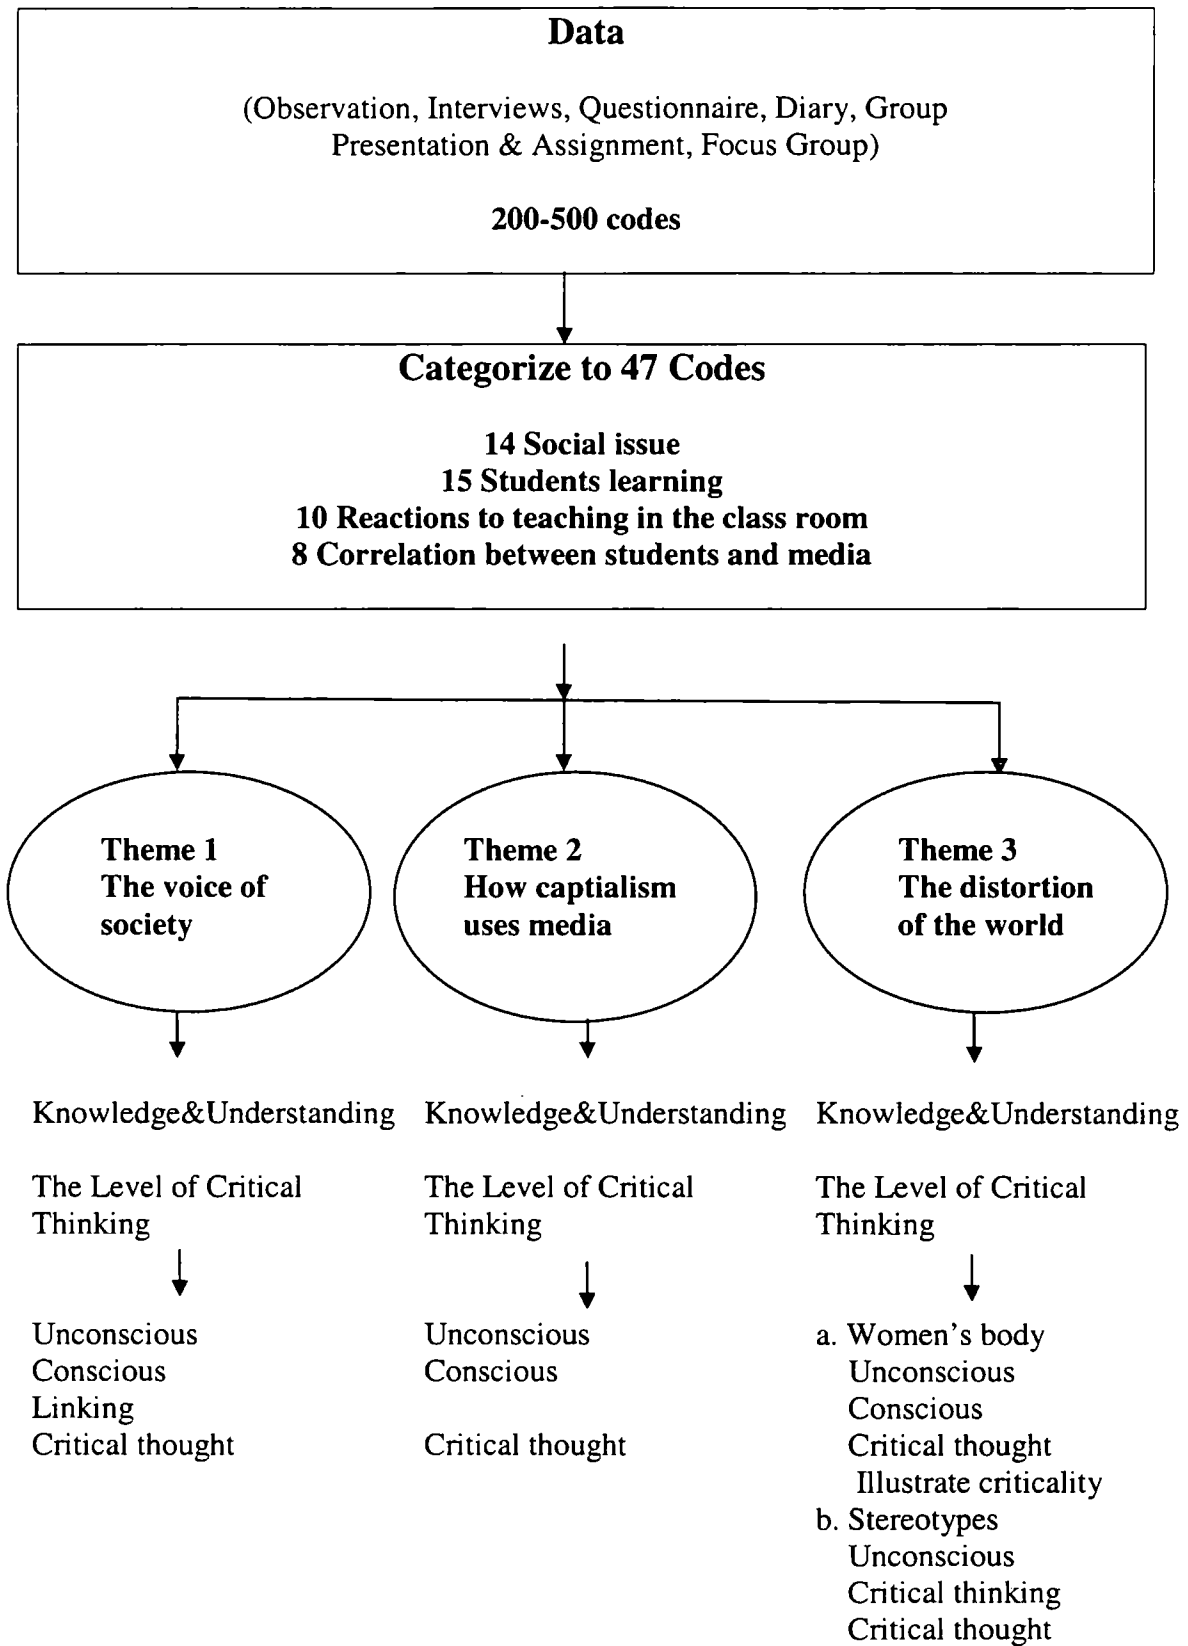 Data
(Observation, Interviews, Questionnaire, Diary, Group
Presentation & Assignment, Focus Group)
200-500 codes
Categorize to 47 Codes
14 Social issue
15 Students learning
10 Reactions to teaching in the class room
8 Correlation between students and media
Theme 1
The voice of
society
Theme 2
How captialism
uses media
Theme 3
The distortion
of the world
Knowledge&Understanding
The Level of Critical
Thinking
Unconscious
Conscious
Linking
Critical thought
Knowledge&Understanding
The Level of Critical
Thinking
Unconscious
Conscious
Critical thought
Knowledge&Understanding
The Level of Critical
Thinking
a. Women's body
Unconscious
Conscious
Critical thought
Illustrate criticality
b. Stereotypes
Unconscious
Critical thinking
Critical thought